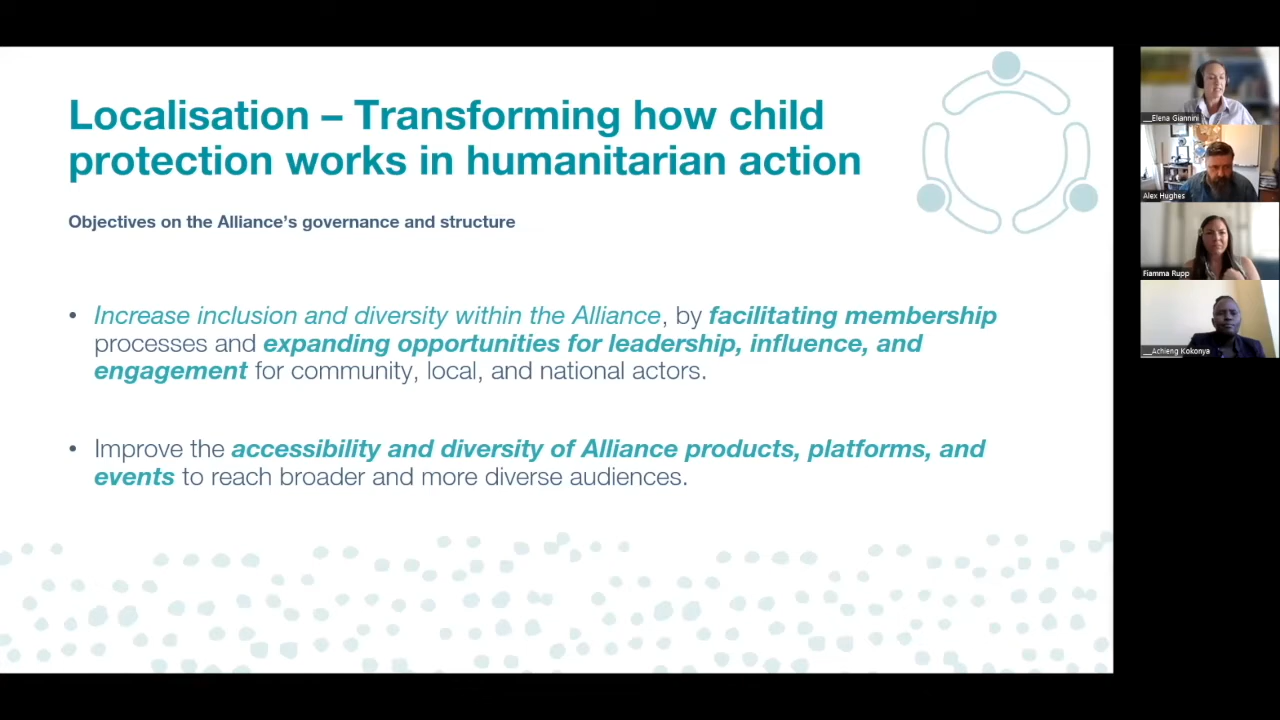 Localisation – Transforming how child
protection works in humanitarian action
Objectives on the Alliance's governance and structure
• Increase inclusion and diversity within the Alliance, by facilitating membership
processes and expanding opportunities for leadership, influence, and
engagement for community, local, and national actors.
• Improve the accessibility and diversity of Alliance products, platforms, and
events to reach broader and more diverse audiences.
__Elena Giannini
Alex Hughes
Fiamma Rupp
__Achieng Kokonya